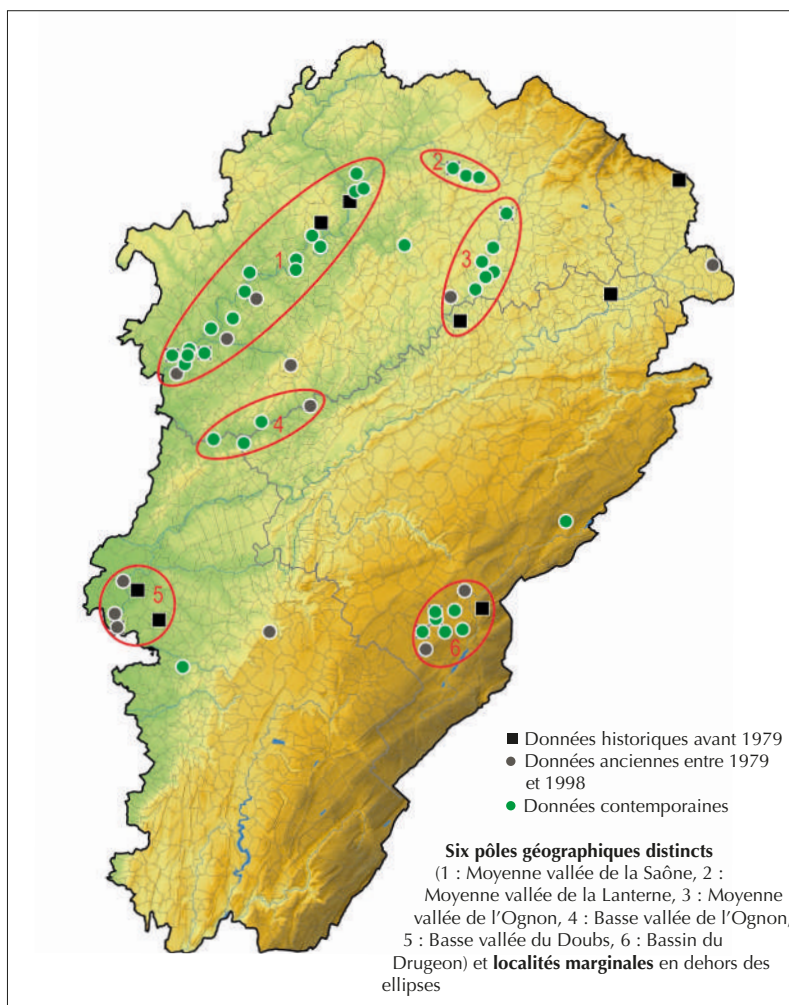 2
1
3
4
5
6
■ Données historiques avant 1979
● Données anciennes entre 1979
et 1998
● Données contemporaines
Six pôles géographiques distincts
(1 : Moyenne vallée de la Saône, 2 :
Moyenne vallée de la Lanterne, 3 : Moyenne
vallée de l'Ognon, 4 : Basse vallée de l'Ognon,
5 : Basse vallée du Doubs, 6 : Bassin du
Drugeon) et localités marginales en dehors des
ellipses